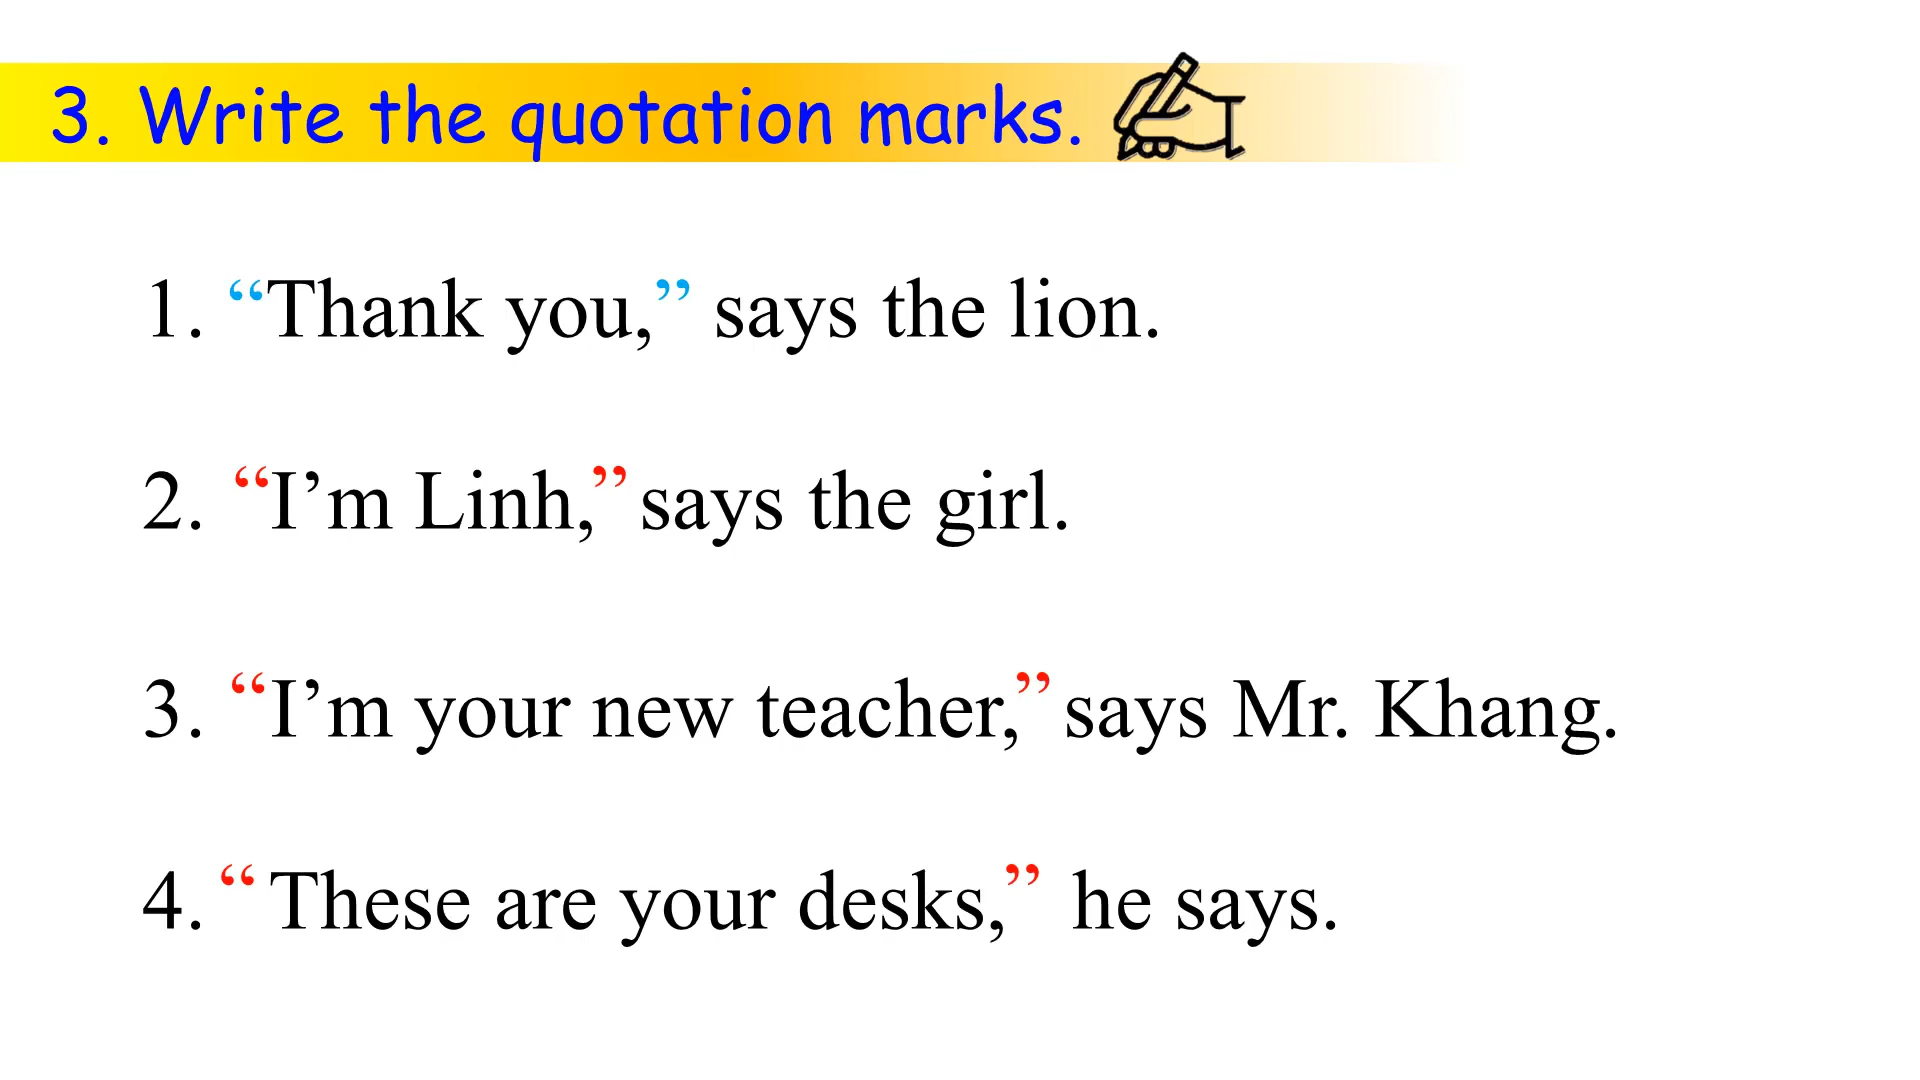 3. Write the quotation marks.
1. “Thank you,” says the lion.
2. “I’m Linh,” says the girl.
3. “I’m your new teacher,” says Mr. Khang.
4. “ These are your desks,” he says.